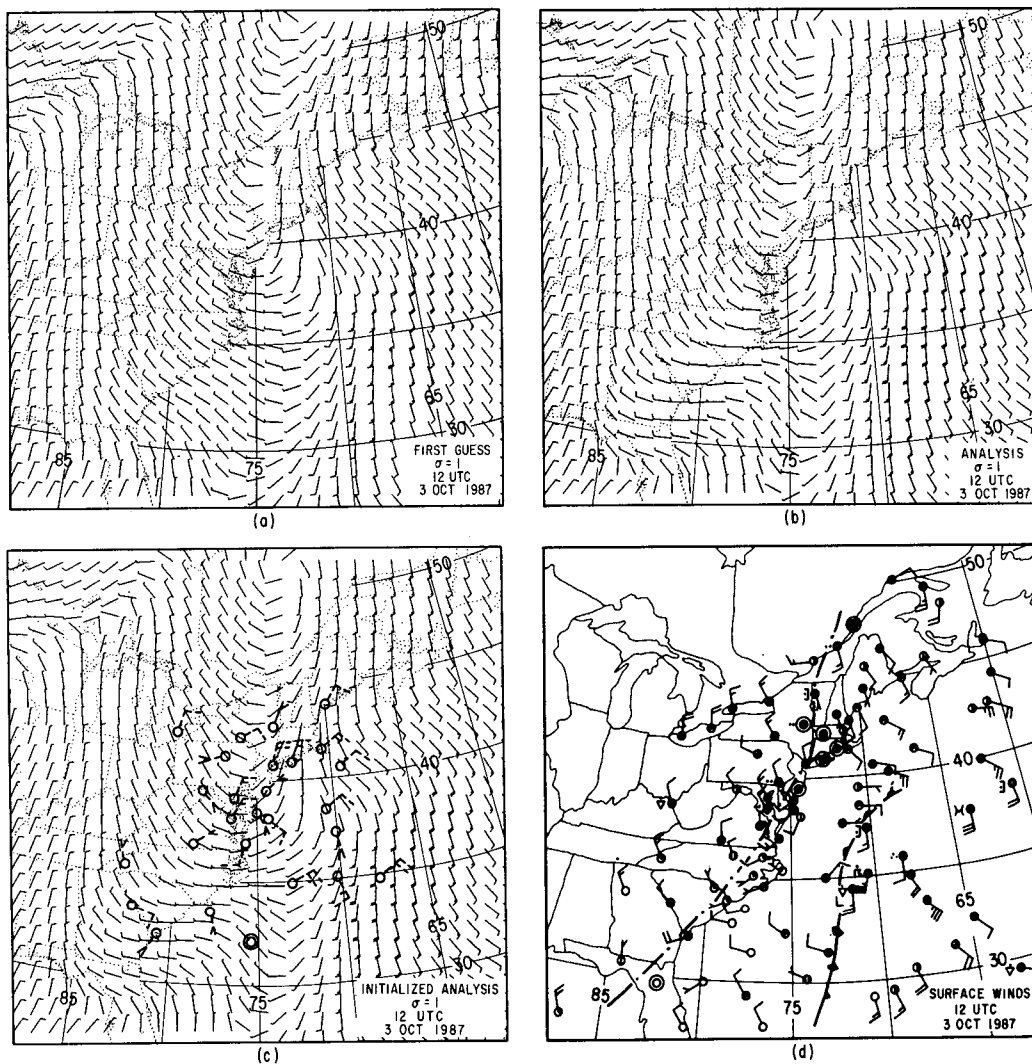 50
40
65
30
85
75
FIRST GUESS
σ=1
12 UTC
3 OCT 1987
(a)
50
40
65
30
85
75
ANALYSIS
σ=1
12 UTC
3 OCT 1987
(b)
50
40
65
30
85
75
INITIALIZED ANALYSIS
σ=1
12 UTC
3 OCT 1987
(c)
50
40
65
30
85
75
SURFACE WINDS
12 UTC
3 OCT 1987
(d)